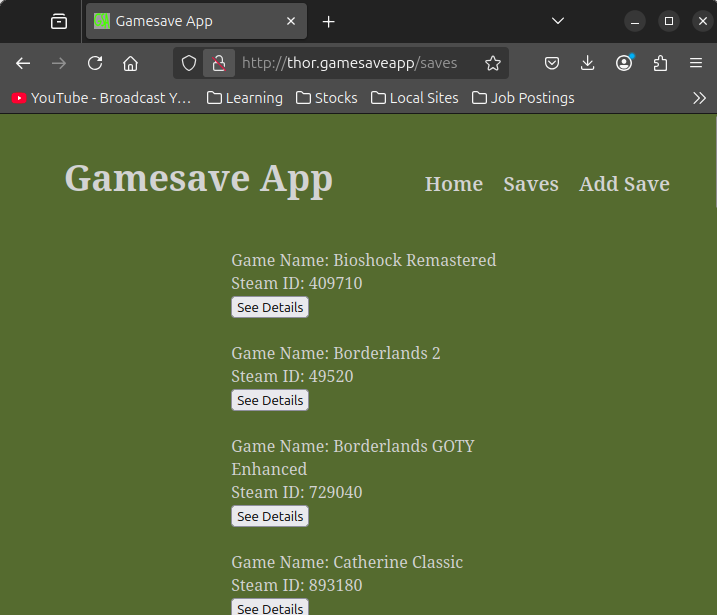 Gamesave App
http://thor.gamesaveapp/saves
YouTube - Broadcast Y... Learning Stocks Local Sites Job Postings
Gamesave App Home Saves Add Save
Game Name: Bioshock Remastered
Steam ID: 409710
See Details
Game Name: Borderlands 2
Steam ID: 49520
See Details
Game Name: Borderlands GOTY
Enhanced
Steam ID: 729040
See Details
Game Name: Catherine Classic
Steam ID: 893180
See Details